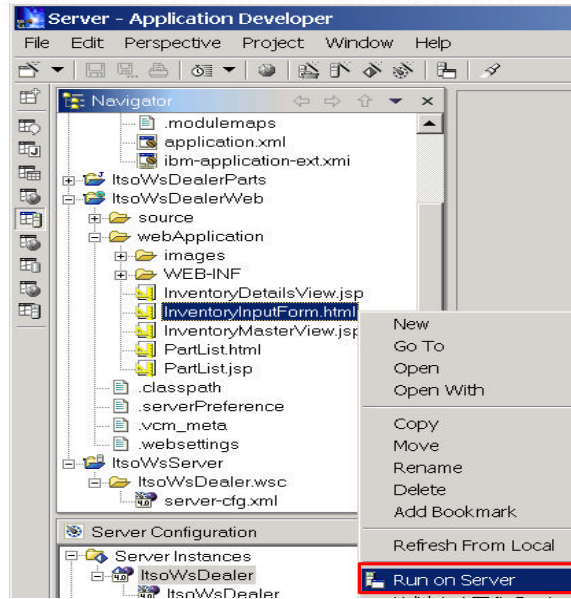 Server - Application Developer
File Edit Perspective Project Window Help
Navigator
.modulemaps
application.xml
ibm-application-ext.xmi
ItsoWsDealerParts
ItsoWsDealerWeb
source
webApplication
images
WEB-INF
InventoryDetailsView.jsp
InventoryInputForm.html
InventoryMasterView.jsp
PartList.html
PartList.jsp
.classpath
.serverPreference
.vcm_meta
.websettings
ItsoWsServer
ItsoWsDealer.wsc
server-cfg.xml
New
Go To
Open
Open With
Copy
Move
Rename
Delete
Add Bookmark
Refresh From Local
Run on Server
Server Configuration
Server Instances
ItsoWsDealer
ItsoWsDealer